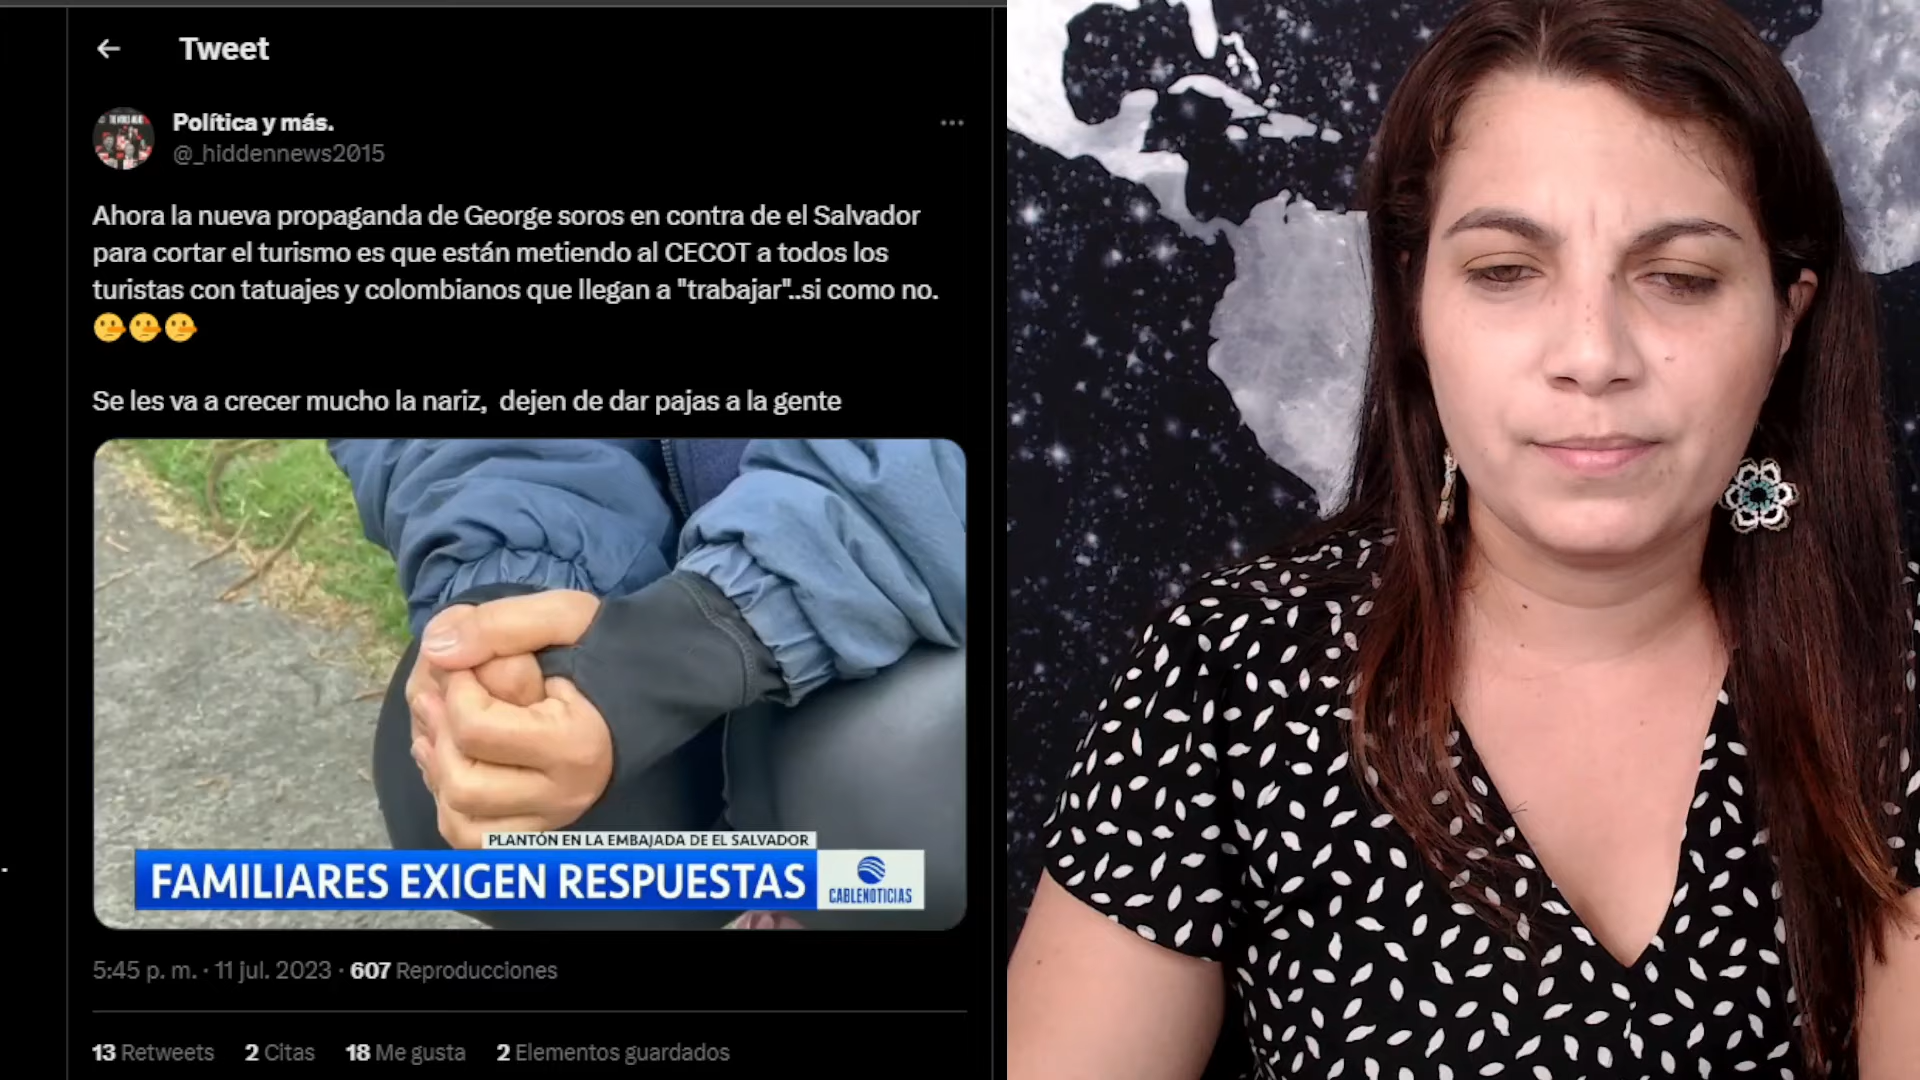 Tweet
Política y más.
@_hiddennews2015
Ahora la nueva propaganda de George soros en contra de el Salvador
para cortar el turismo es que están metiendo al CECOT a todos los
turistas con tatuajes y colombianos que llegan a "trabajar"..si como no.
🤥🤥🤥
Se les va a crecer mucho la nariz, dejen de dar pajas a la gente
PLANTÓN EN LA EMBAJADA DE EL SALVADOR
FAMILIARES EXIGEN RESPUESTAS
CABLENOTICIAS
5:45 p. m. · 11 jul. 2023 · 607 Reproducciones
13 Retweets 2 Citas 18 Me gusta 2 Elementos guardados